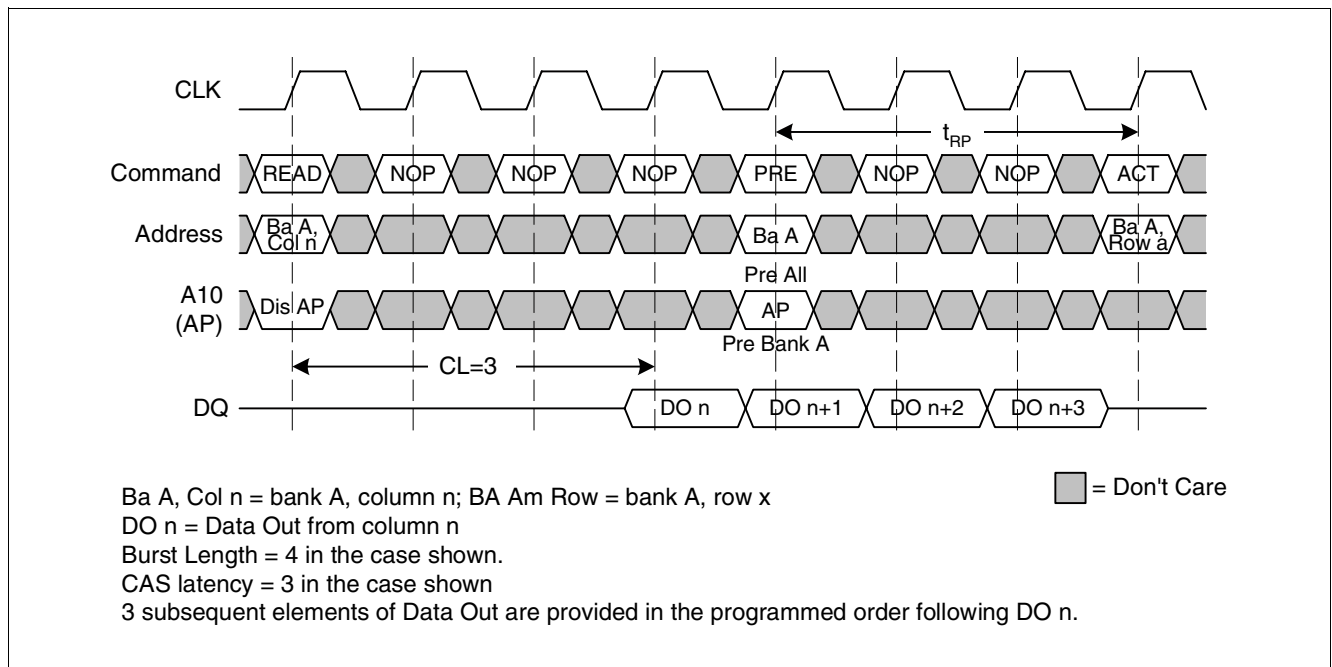 CLK
t_RP
Command READ NOP NOP NOP PRE NOP NOP ACT
Address Ba A, Col n Ba A Ba A, Row a
Pre All
A10 (AP) Dis AP AP
Pre Bank A
CL=3
DQ DO n DO n+1 DO n+2 DO n+3
Ba A, Col n = bank A, column n; BA Am Row = bank A, row x
= Don't Care
DO n = Data Out from column n
Burst Length = 4 in the case shown.
CAS latency = 3 in the case shown
3 subsequent elements of Data Out are provided in the programmed order following DO n.